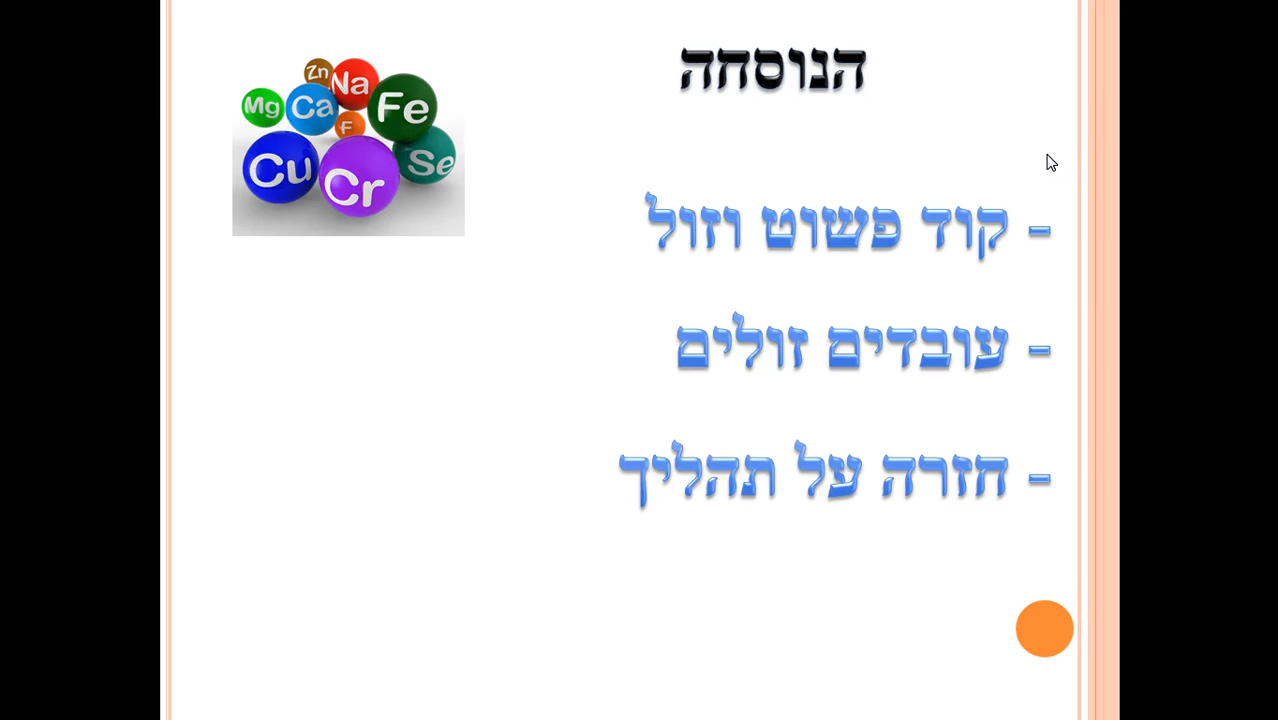 הנוסחה
Zn Na
Mg Ca Fe
F
Cu Cr Se
- קוד פשוט וזול
- עובדים זולים
- חזרה על תהליך